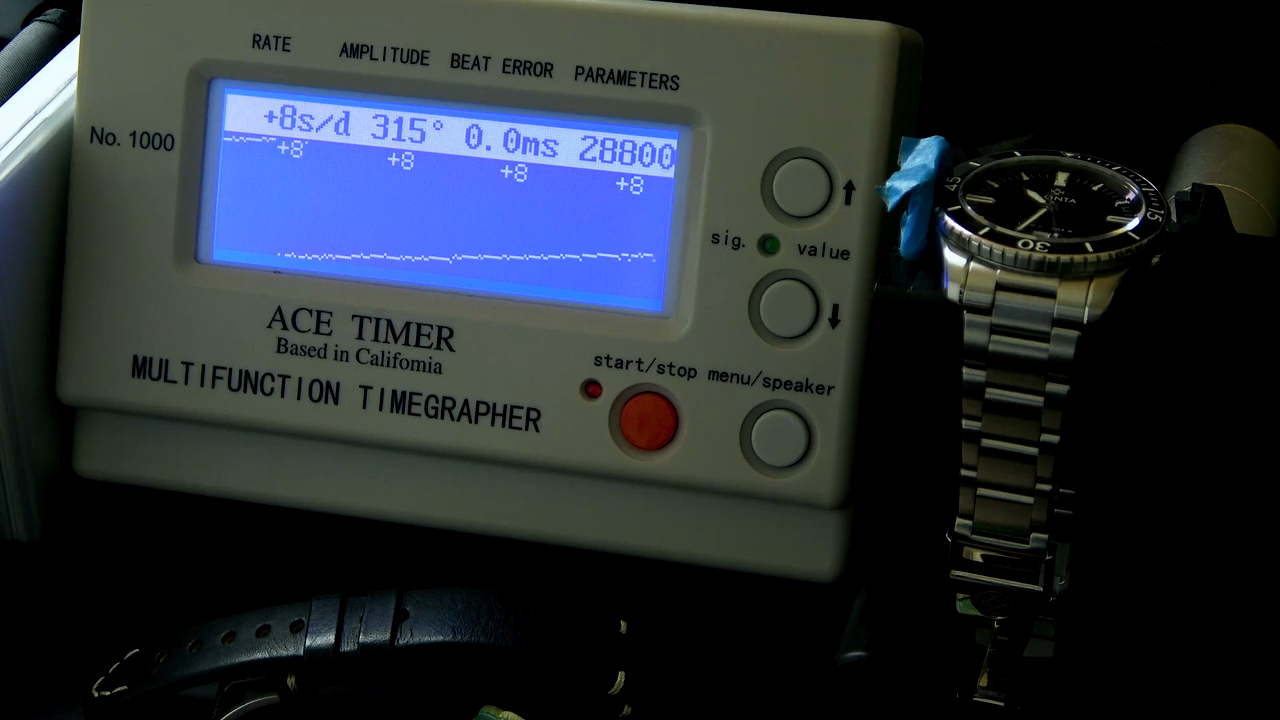 RATE AMPLITUDE BEAT ERROR PARAMETERS
No. 1000
+8s/d 315° 0.0ms 28800
+8 +8 +8 +8
sig. value
ACE TIMER
Based in Califomia
MULTIFUNCTION TIMEGRAPHER
start/stop menu/speaker
45
15
30